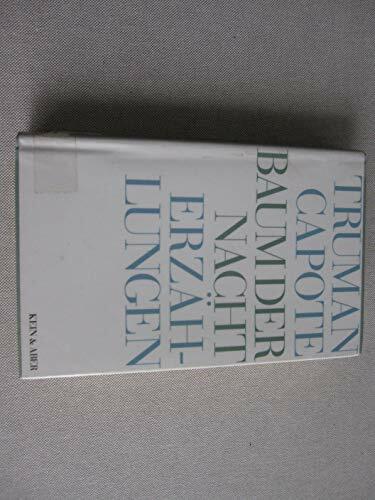 TRUMAN
CAPOTE
BAUM DER
NACHT
ERZÄH-
LUNGEN
KEIN & ABER